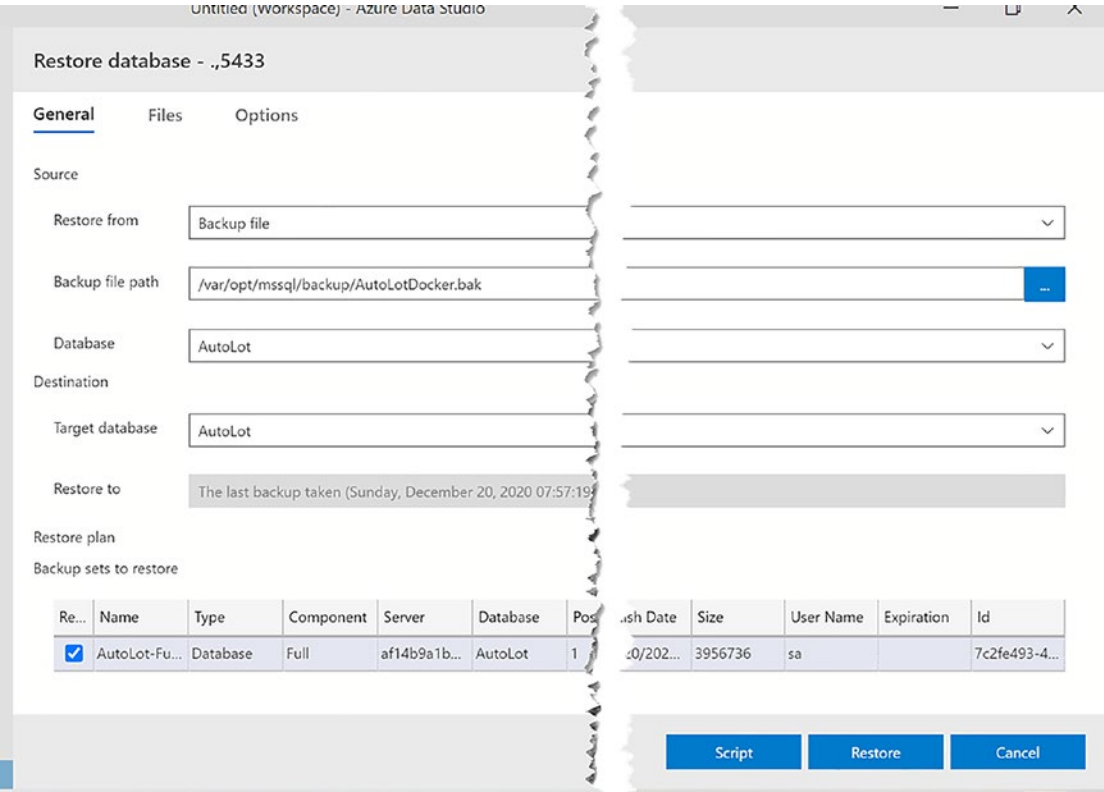 Untitled (Workspace) - Azure Data Studio
Restore database - .,5433
General Files Options
Source
Restore from Backup file
Backup file path /var/opt/mssql/backup/AutoLotDocker.bak ...
Database AutoLot
Destination
Target database AutoLot
Restore to The last backup taken (Sunday, December 20, 2020 07:57:19
Restore plan
Backup sets to restore
Re... Name Type Component Server Database Pos Date Size User Name Expiration Id
AutoLot-Fu... Database Full af14b9a1b... AutoLot 1 0/202... 3956736 sa 7c2fe493-4...
Script Restore Cancel